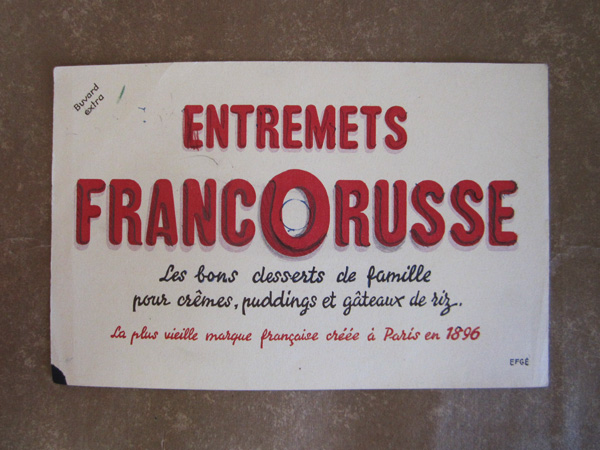 Buvard
extra
ENTREMETS
FRANCORUSSE
Les bons desserts de famille
pour crêmes, puddings et gâteaux de riz.
La plus vieille marque française créée à Paris en 1896
EFGÉ